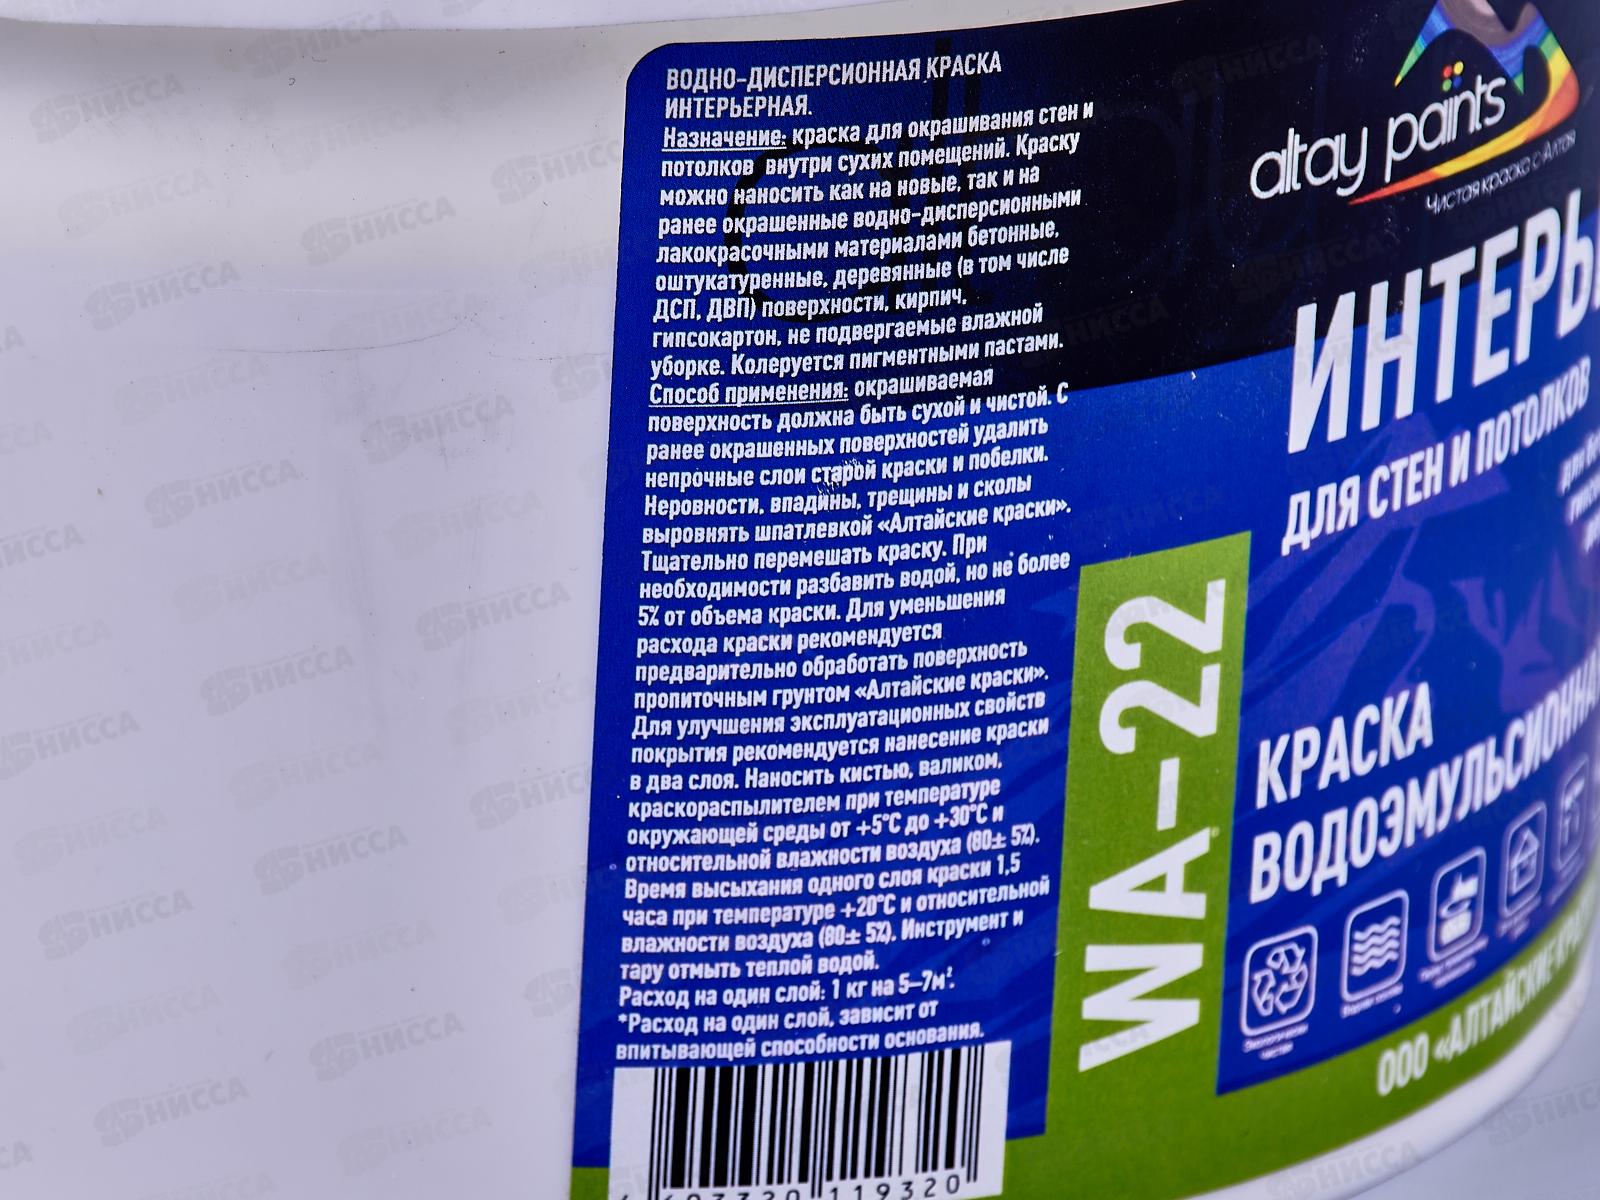 ВОДНО-ДИСПЕРСИОННАЯ КРАСКА
ИНТЕРЬЕРНАЯ.
Назначение: краска для окрашивания стен и
потолков внутри сухих помещений. Краску
можно наносить как на новые, так и на
ранее окрашенные водно-дисперсионными
лакокрасочными материалами бетонные,
оштукатуренные, деревянные (в том числе
ДСП, ДВП) поверхности, кирпич,
гипсокартон, не подвергаемые влажной
уборке. Колеруется пигментными пастами.
Способ применения: окрашиваемая
поверхность должна быть сухой и чистой. С
ранее окрашенных поверхностей удалить
непрочные слои старой краски и побелки.
Неровности, впадины, трещины и сколы
выровнять шпатлевкой «Алтайские краски».
Тщательно перемешать краску. При
необходимости разбавить водой, но не более
5% от объема краски. Для уменьшения
расхода краски рекомендуется
предварительно обработать поверхность
пропиточным грунтом «Алтайские краски».
Для улучшения эксплуатационных свойств
покрытия рекомендуется нанесение краски
в два слоя. Наносить кистью, валиком,
краскораспылителем при температуре
окружающей среды от +5°С до +30°С и
относительной влажности воздуха (80± 5%).
Время высыхания одного слоя краски 1,5
часа при температуре +20°С и относительной
влажности воздуха (80± 5%). Инструмент и
тару отмыть теплой водой.
Расход на один слой: 1 кг на 5–7м².
*Расход на один слой, зависит от
впитывающей способности основания.
119320
WA-22
altay paints
Чистая краска с Алтая
ИНТЕРЬ
ДЛЯ СТЕН И ПОТОЛКОВ
КРАСКА
ВОДОЭМУЛЬСИОННА
Экологически
чистая
ООО «АЛТАЙСКИЕ КРА
НИССА